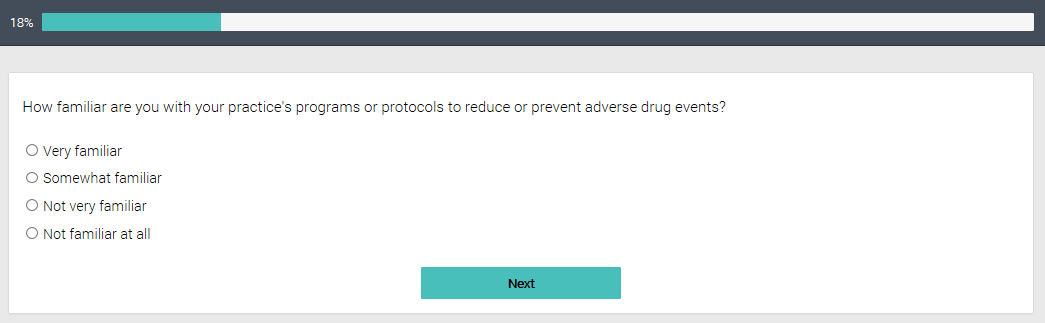 18%
How familiar are you with your practice's programs or protocols to reduce or prevent adverse drug events?
Very familiar
Somewhat familiar
Not very familiar
Not familiar at all
Next